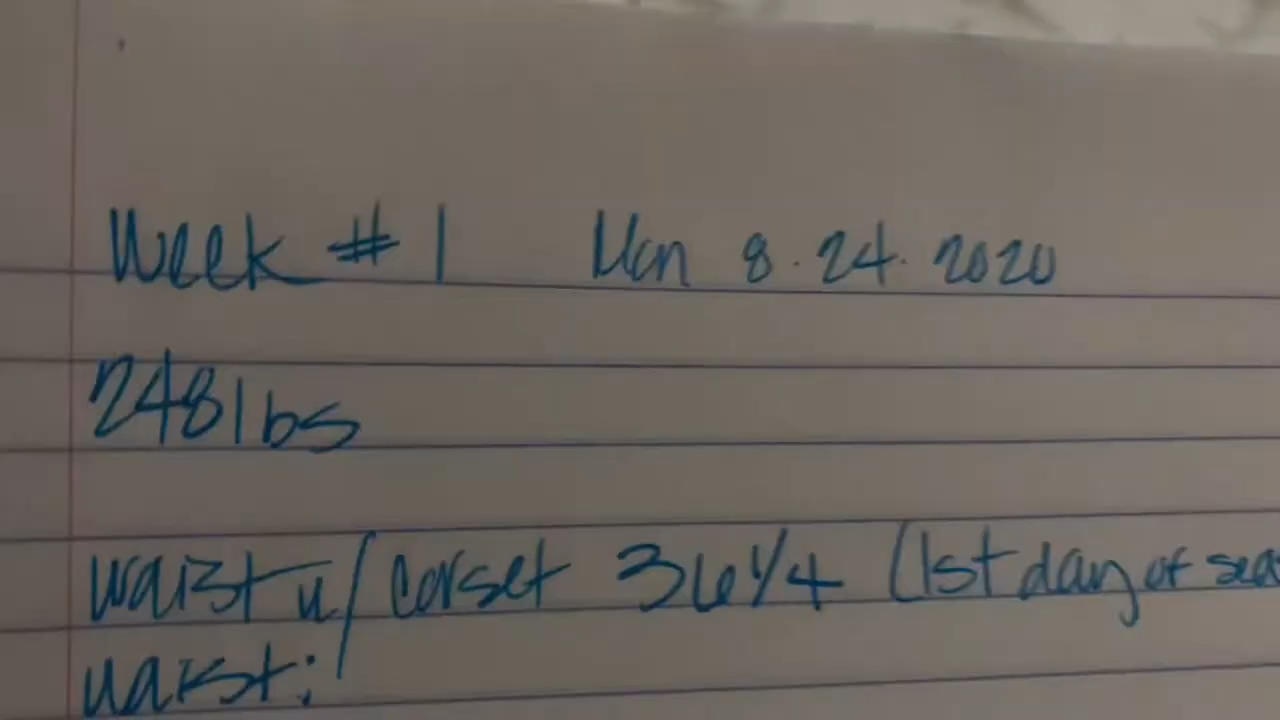 Week # 1 Mon 8.24.2020
248lbs
waist w/ corset 36 1/4 (1st day of
waist: